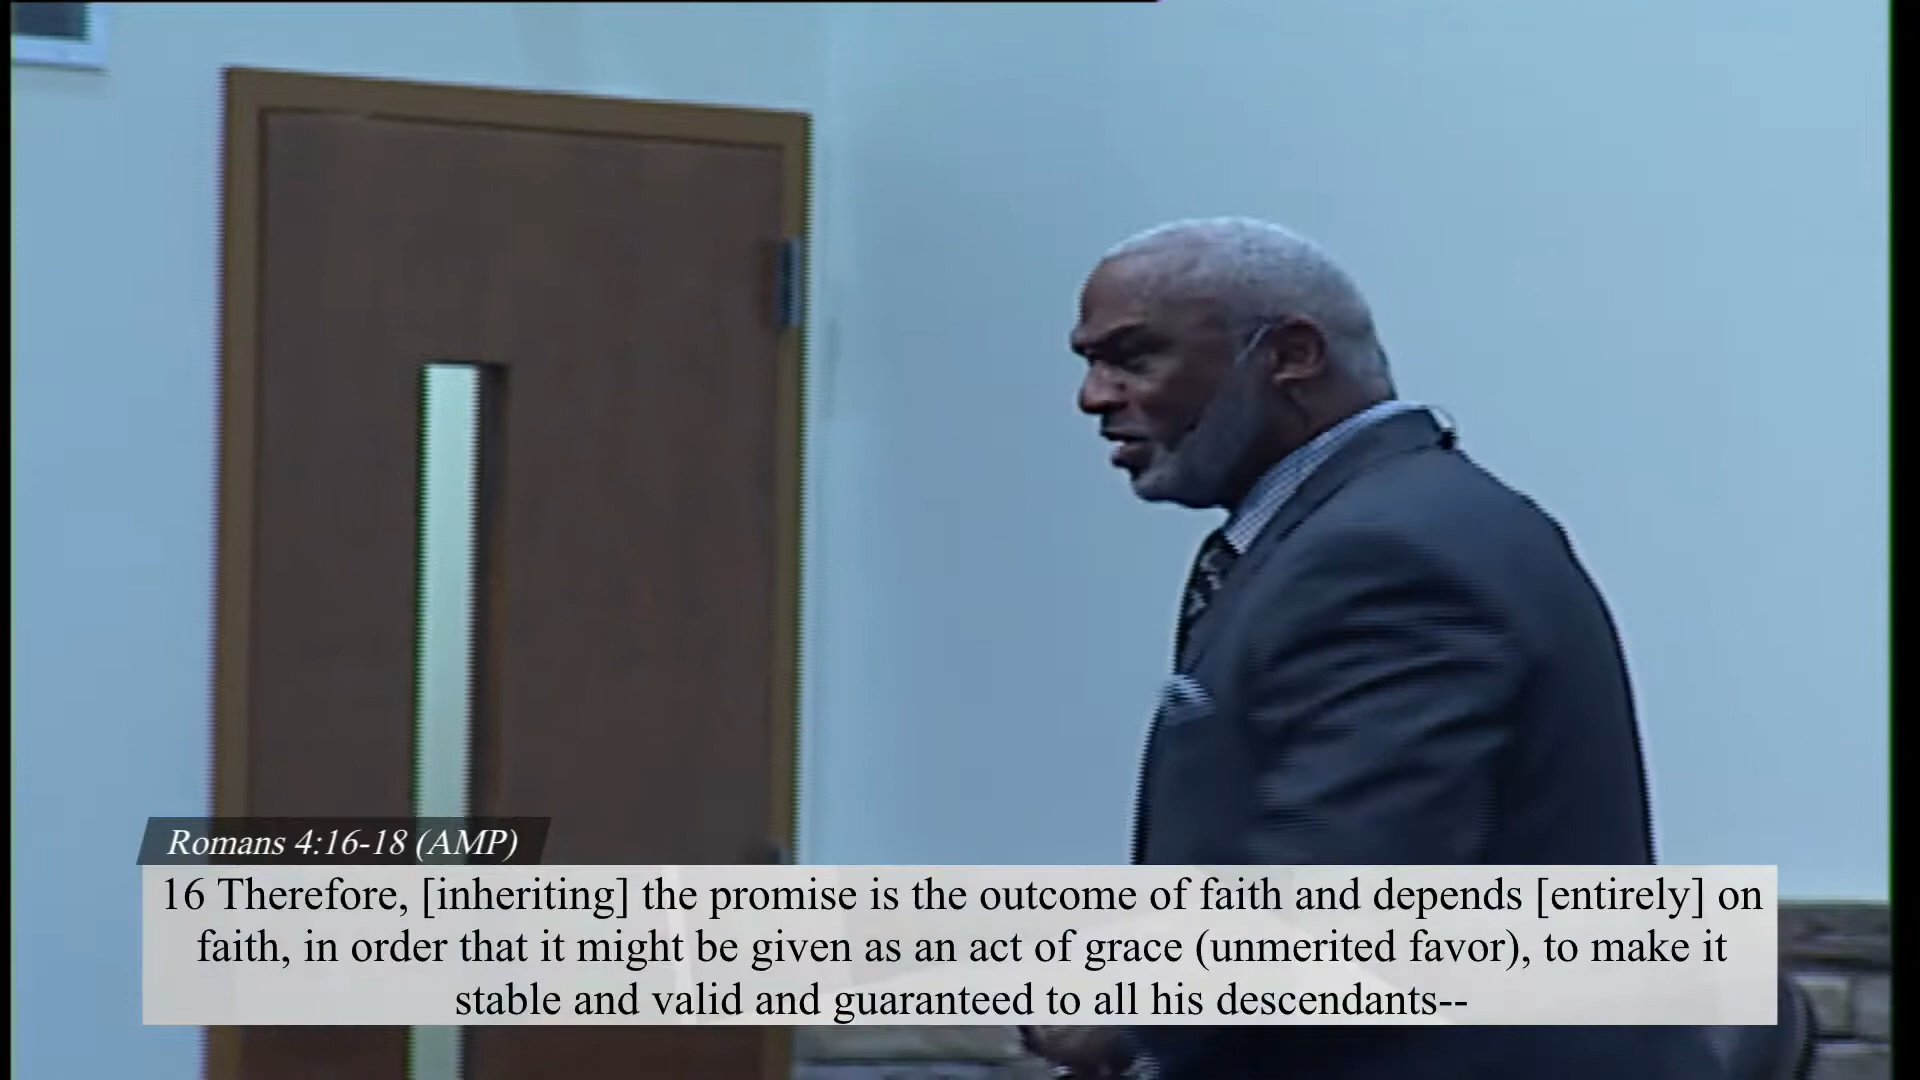 Romans 4:16-18 (AMP)
16 Therefore, [inheriting] the promise is the outcome of faith and depends [entirely] on
faith, in order that it might be given as an act of grace (unmerited favor), to make it
stable and valid and guaranteed to all his descendants--